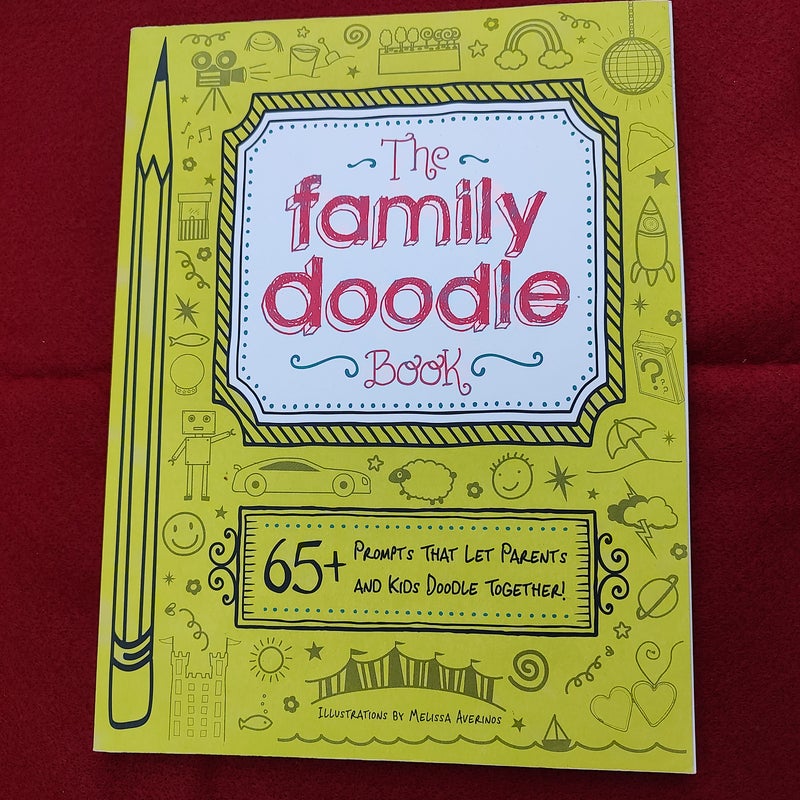 The
family
doodle
Book
65+ Prompts That Let Parents
and Kids Doodle Together!
Illustrations by Melissa Averinos